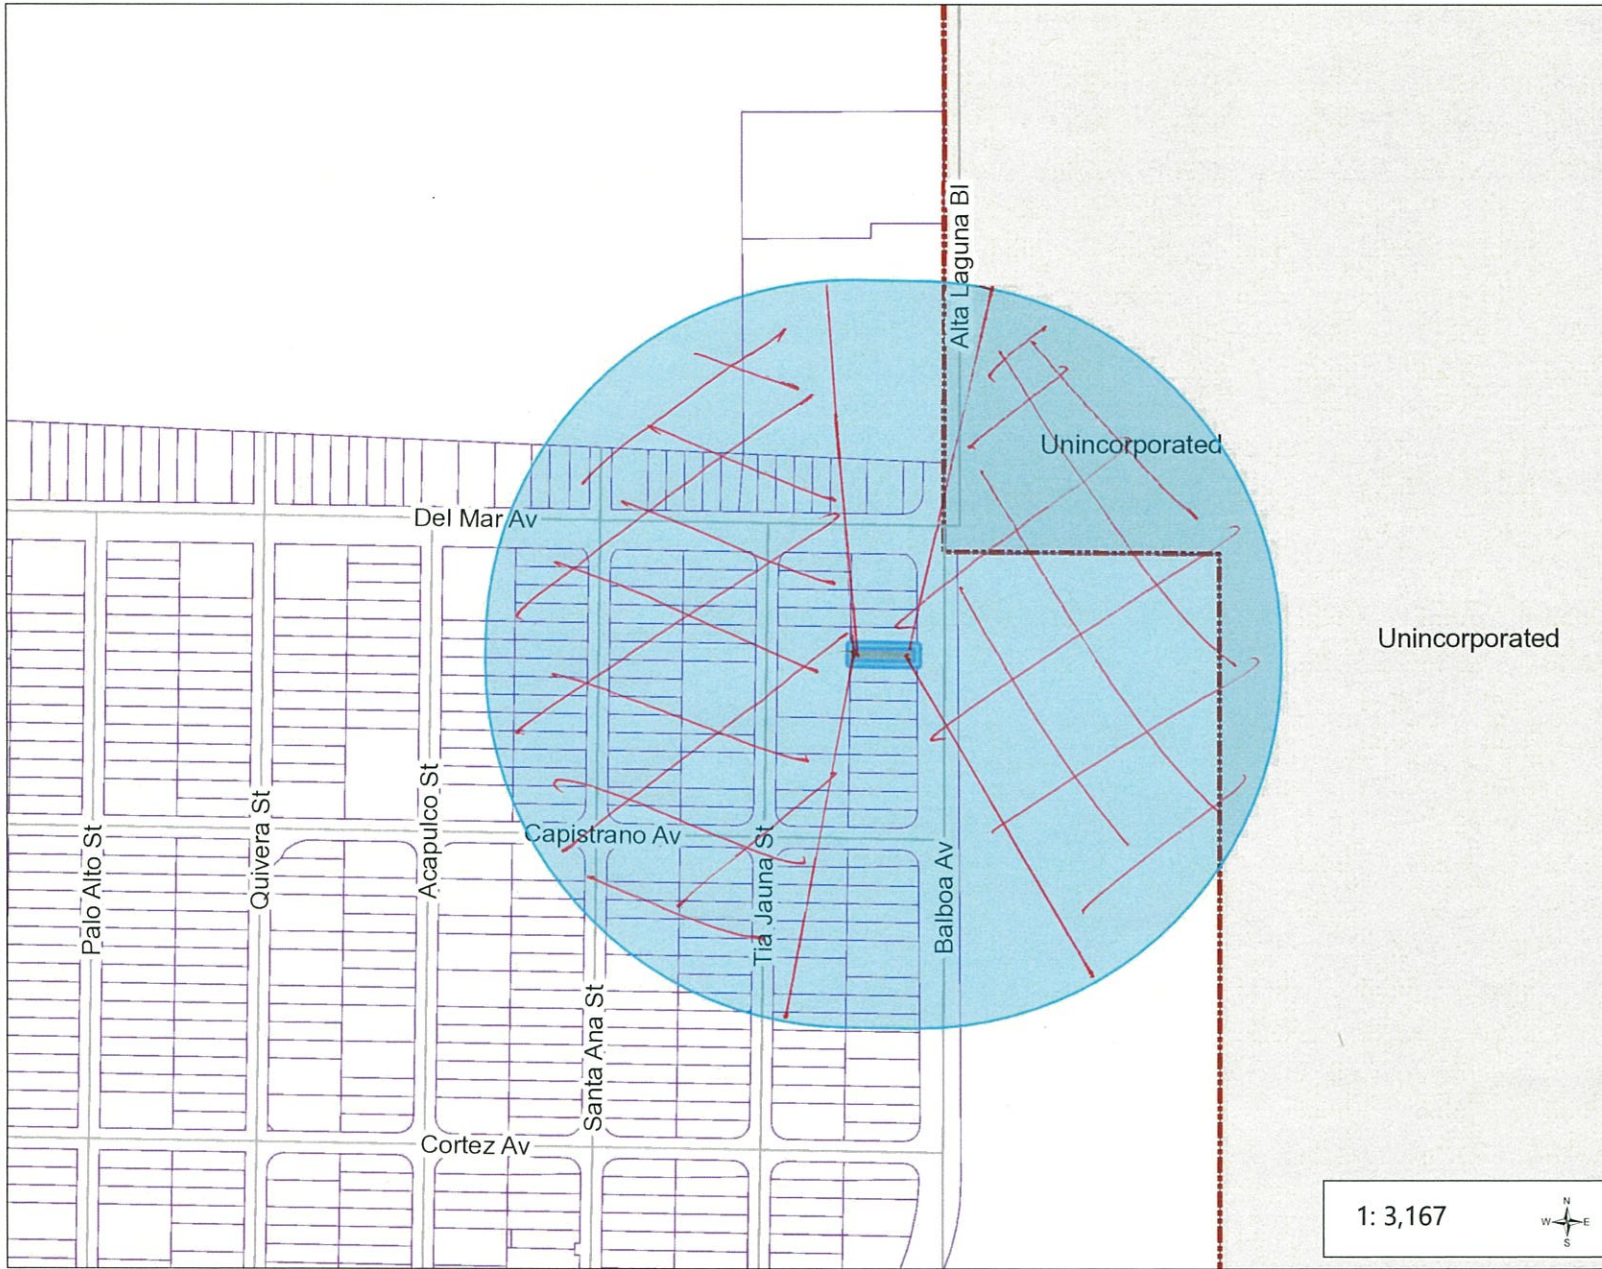 Alta Laguna Bl
Unincorporated
Del Mar Av
Unincorporated
Capistrano Av
Palo Alto St
Quivera St
Acapulco St
Santa Ana St
Tia Jauna St
Balboa Av
Cortez Av
1: 3,167
N
W
E
S